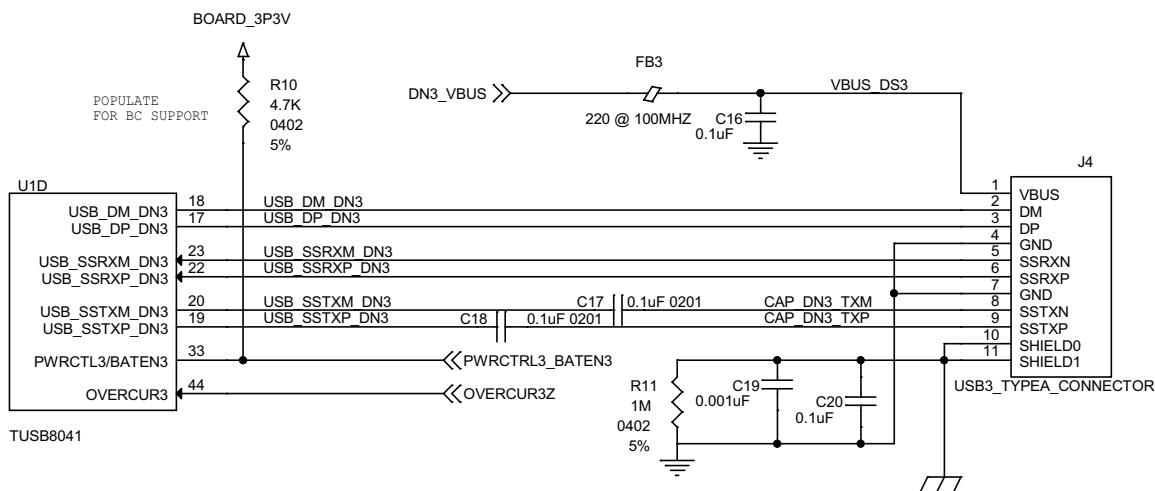 BOARD_3P3V
POPULATE
FOR BC SUPPORT
R10
4.7K
0402
5%
FB3
DN3_VBUS
220 @ 100MHZ
VBUS_DS3
C16
0.1uF
J4
U1D
USB_DM_DN3
USB_DP_DN3
USB_SSRXM_DN3
USB_SSRXP_DN3
USB_SSTXM_DN3
USB_SSTXP_DN3
PWRCTL3/BATEN3
OVERCUR3
TUSB8041
18
17
23
22
20
19
33
44
USB_DM_DN3
USB_DP_DN3
USB_SSRXM_DN3
USB_SSRXP_DN3
USB_SSTXM_DN3
USB_SSTXP_DN3
C17
0.1uF 0201
C18
0.1uF 0201
CAP_DN3_TXM
CAP_DN3_TXP
PWRCTRL3_BATEN3
OVERCUR3Z
R11
1M
0402
5%
C19
0.001uF
C20
0.1uF
1
2
3
4
5
6
7
8
9
10
11
VBUS
DM
DP
GND
SSRXN
SSRXP
GND
SSTXN
SSTXP
SHIELD0
SHIELD1
USB3_TYPEA_CONNECTOR